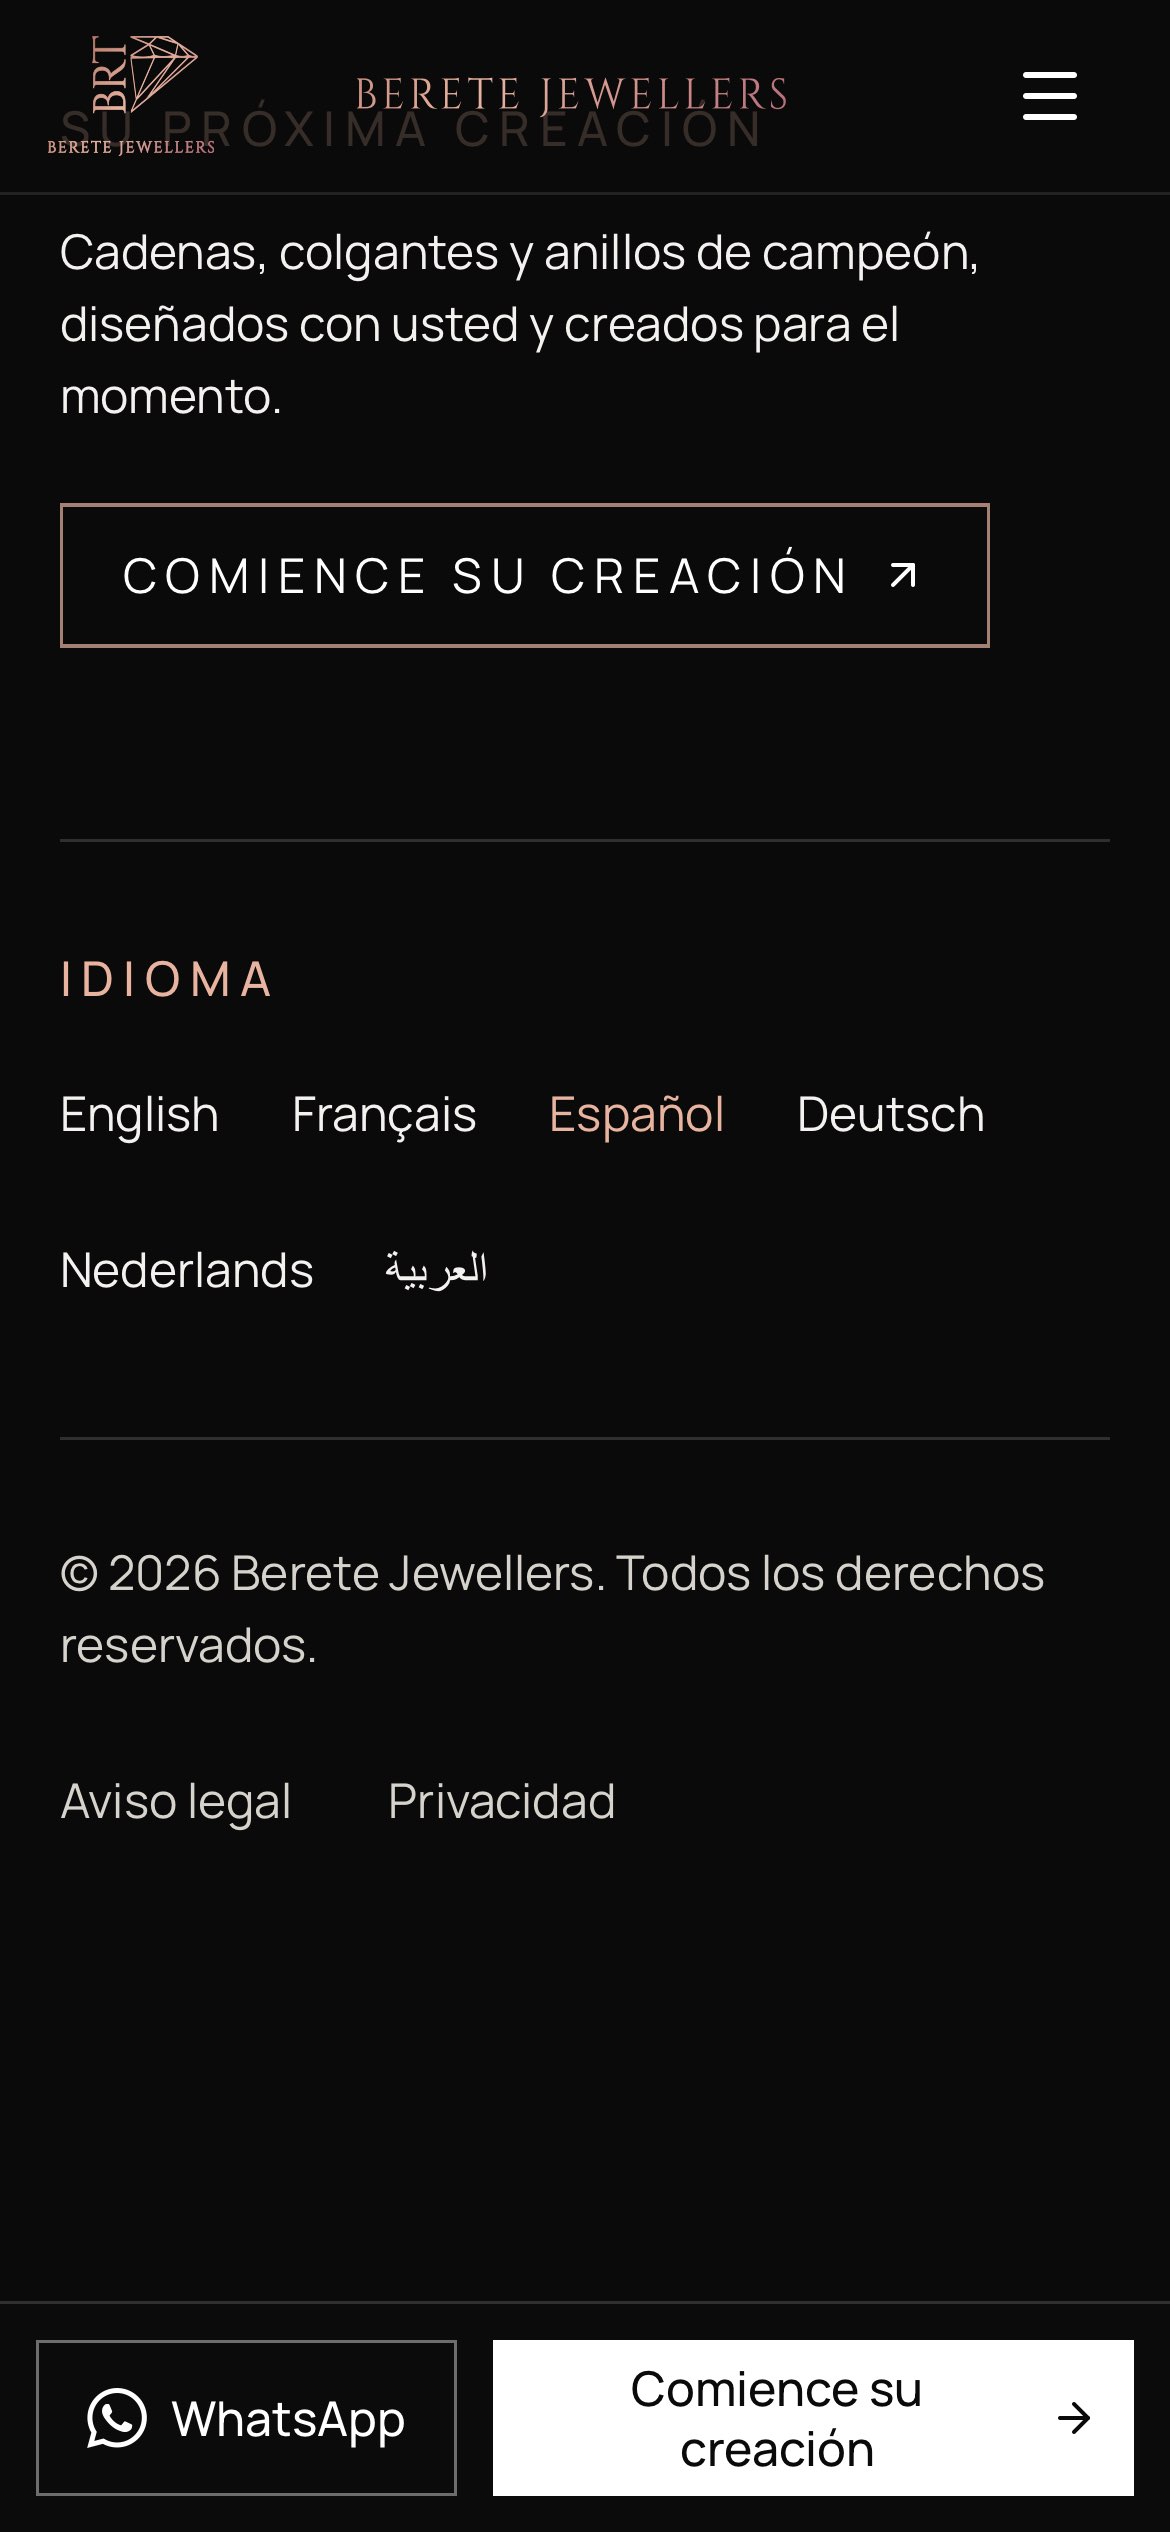 BRT
BERETE JEWELLERS
BERETE JEWELLERS
SU PRÓXIMA CREACIÓN
Cadenas, colgantes y anillos de campeón,
diseñados con usted y creados para el
momento.
COMIENCE SU CREACIÓN
IDIOMA
English Français Español Deutsch
Nederlands العربية
© 2026 Berete Jewellers. Todos los derechos
reservados.
Aviso legal Privacidad
WhatsApp
Comience su
creación